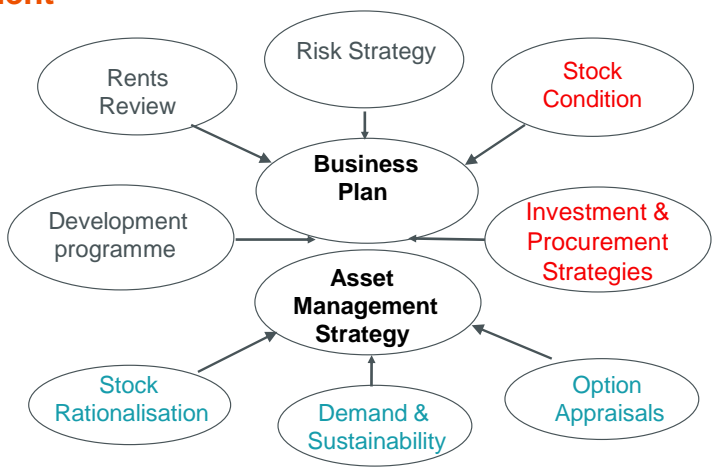 Risk Strategy
Rents
Review
Stock
Condition
Business
Plan
Development
programme
Investment &
Procurement
Strategies
Asset
Management
Strategy
Stock
Rationalisation
Demand &
Sustainability
Option
Appraisals